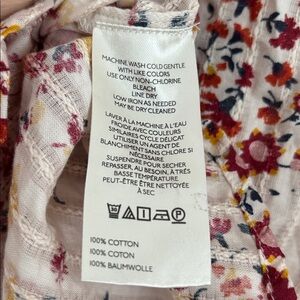 MACHINE WASH COLD GENTLE
WITH LIKE COLORS
USE ONLY NON-CHLORINE
BLEACH
LINE DRY
LOW IRON AS NEEDED
MAY BE DRY CLEANED
LAVER À LA MACHINE À L'EAU
FROIDE AVEC COULEURS
SIMILAIRES CYCLE DÉLICAT
UTILISER UN AGENT DE
BLANCHIMENT SANS CHLORE SI
NÉCESSAIRE
SUSPENDRE POUR SÉCHER
REPASSER, AU BESOIN, À TRÈS
BASSE TEMPÉRATURE
PEUT-ÊTRE ÊTRE NETTOYÉE
À SEC
100% COTTON
100% COTON
100% BAUMWOLLE